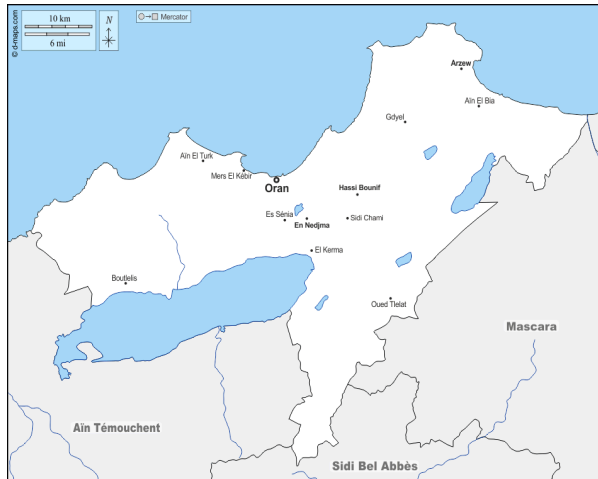 10 km
6 mi
N
Mercator
© d-maps.com
Arzew
Aïn El Bia
Gdyel
Aïn El Turk
Mers El Kébir
Oran
Hassi Bounif
Es Sénia
En Nedjma
Sidi Chami
El Kerma
Boutlelis
Oued Tlelat
Mascara
Aïn Témouchent
Sidi Bel Abbès